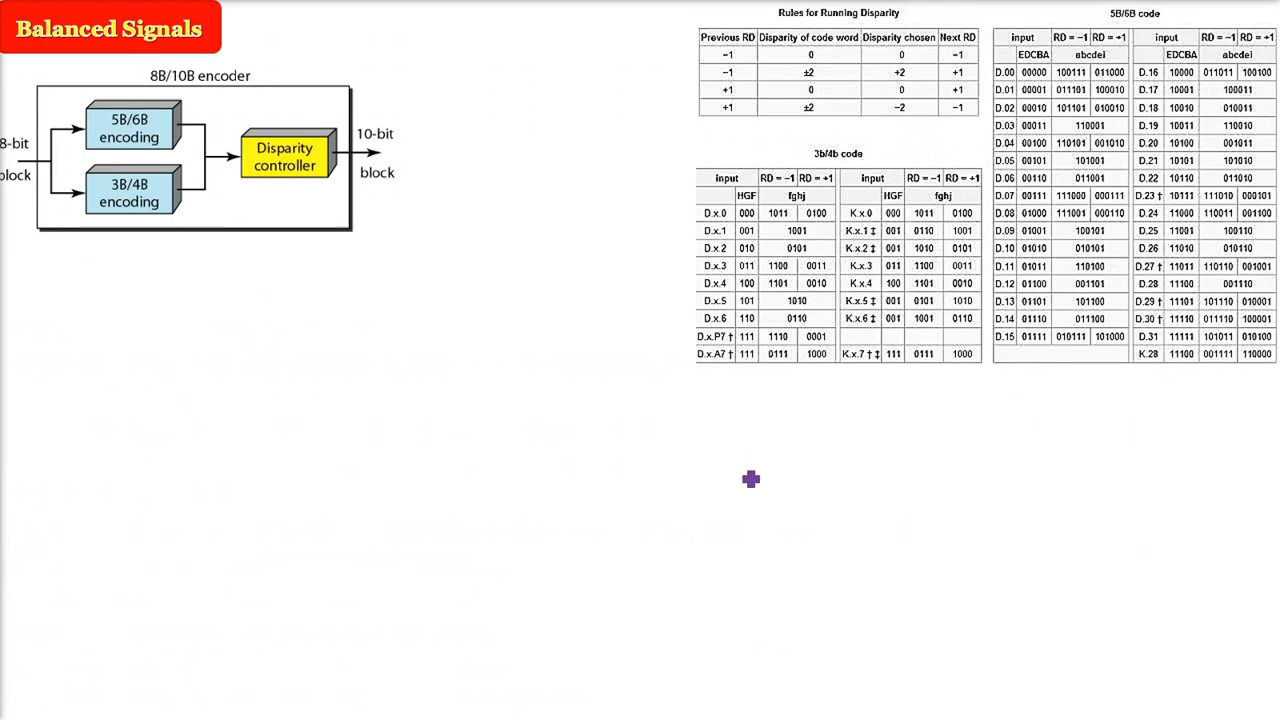 Balanced Signals
8B/10B encoder
8-bit
block
5B/6B
encoding
3B/4B
encoding
Disparity
controller
10-bit
block
Rules for Running Disparity
Previous RD Disparity of code word Disparity chosen Next RD
−1 0 0 −1
−1 ±2 +2 +1
+1 0 0 +1
+1 ±2 −2 −1
3b/4b code
input RD = −1 RD = +1 input RD = −1 RD = +1
HGF fghj HGF fghj
D.x.0 000 1011 0100 K.x.0 000 1011 0100
D.x.1 001 1001 K.x.1 ‡ 001 0110 1001
D.x.2 010 0101 K.x.2 ‡ 001 1010 0101
D.x.3 011 1100 0011 K.x.3 011 1100 0011
D.x.4 100 1101 0010 K.x.4 100 1101 0010
D.x.5 101 1010 K.x.5 ‡ 001 0101 1010
D.x.6 110 0110 K.x.6 ‡ 001 1001 0110
D.x.P7 † 111 1110 0001
D.x.A7 † 111 0111 1000 K.x.7 † ‡ 111 0111 1000
5B/6B code
input RD = −1 RD = +1 input RD = −1 RD = +1
EDCBA abcdei EDCBA abcdei
D.00 00000 100111 011000 D.16 10000 011011 100100
D.01 00001 011101 100010 D.17 10001 100011
D.02 00010 101101 010010 D.18 10010 010011
D.03 00011 110001 D.19 10011 110010
D.04 00100 110101 001010 D.20 10100 001011
D.05 00101 101001 D.21 10101 101010
D.06 00110 011001 D.22 10110 011010
D.07 00111 111000 000111 D.23 † 10111 111010 000101
D.08 01000 111001 000110 D.24 11000 110011 001100
D.09 01001 100101 D.25 11001 100110
D.10 01010 010101 D.26 11010 010110
D.11 01011 110100 D.27 † 11011 110110 001001
D.12 01100 001101 D.28 11100 001110
D.13 01101 101100 D.29 † 11101 101110 010001
D.14 01110 011100 D.30 † 11110 011110 100001
D.15 01111 010111 101000 D.31 11111 101011 010100
K.28 11100 001111 110000